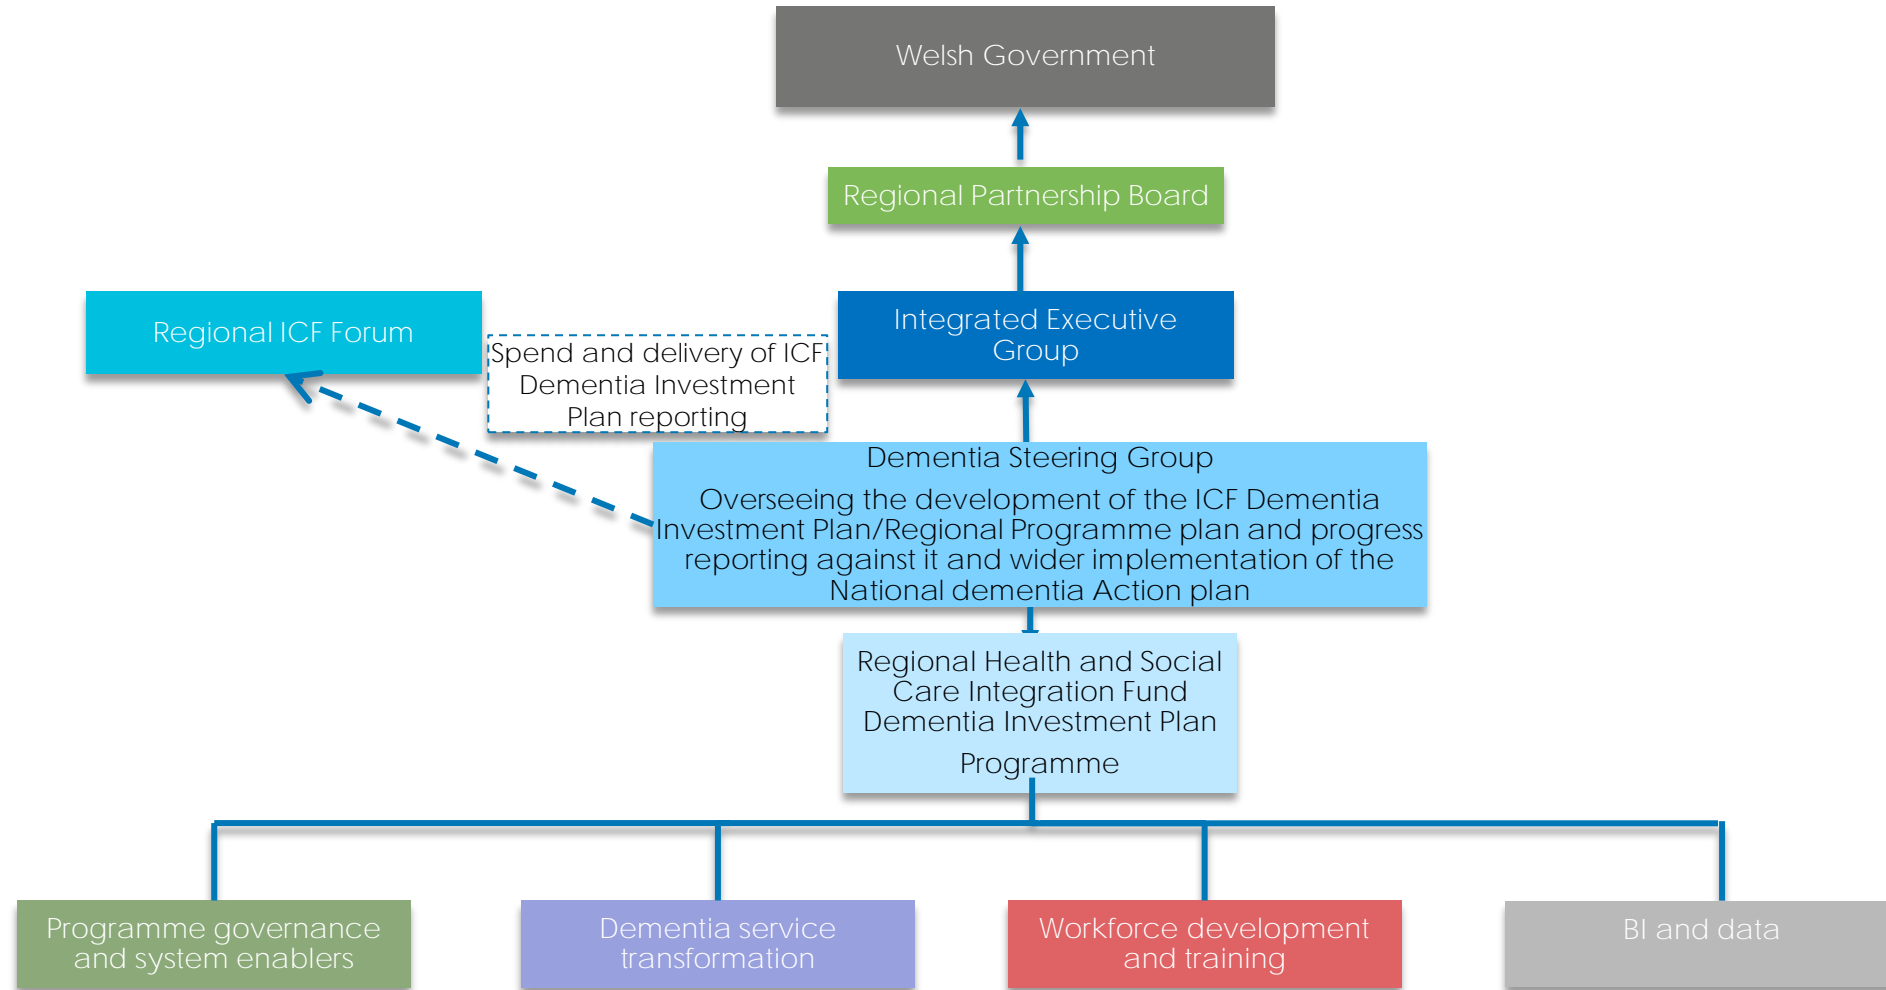 Welsh Government
Regional Partnership Board
Regional ICF Forum
Integrated Executive
Group
Spend and delivery of ICF
Dementia Investment
Plan reporting
Dementia Steering Group
Overseeing the development of the ICF Dementia
Investment Plan/Regional Programme plan and progress
reporting against it and wider implementation of the
National dementia Action plan
Regional Health and Social
Care Integration Fund
Dementia Investment Plan
Programme
Programme governance
and system enablers
Dementia service
transformation
Workforce development
and training
BI and data